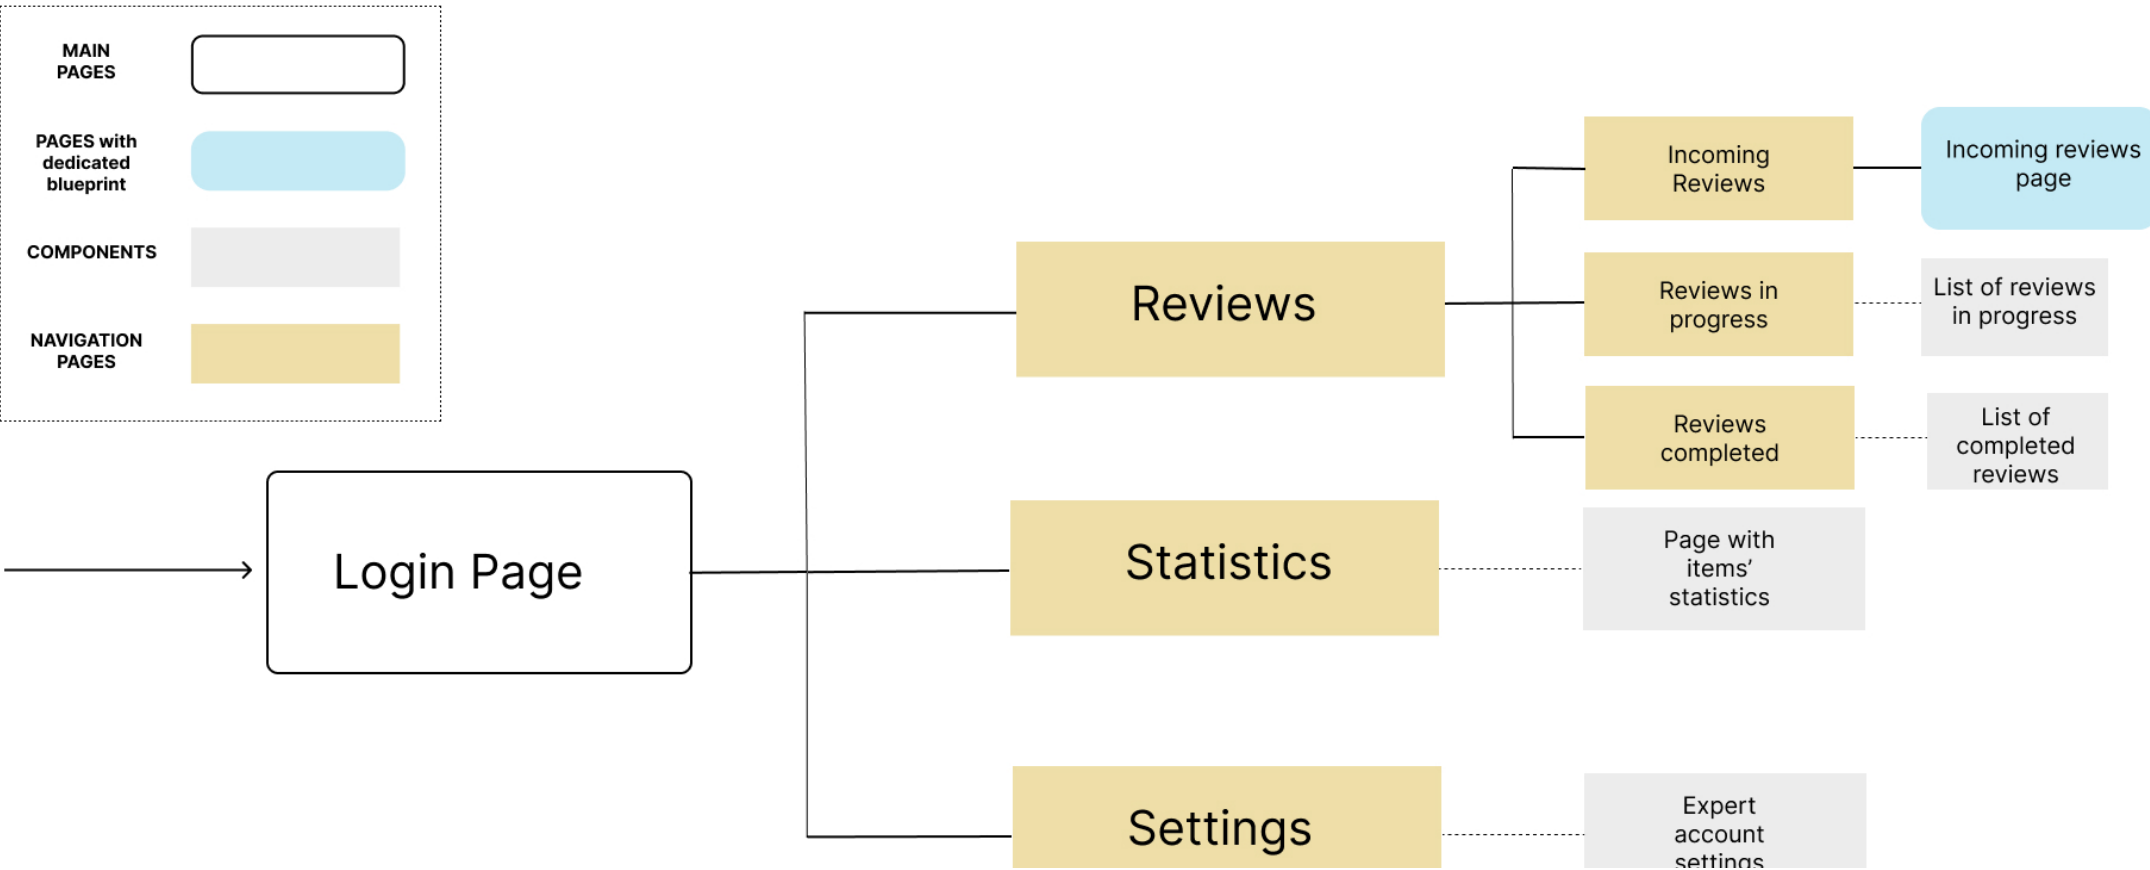 MAIN
PAGES
PAGES with
dedicated
blueprint
COMPONENTS
NAVIGATION
PAGES
Login Page
Reviews
Statistics
Settings
Incoming
Reviews
Reviews in
progress
Reviews
completed
Incoming reviews
page
List of reviews
in progress
List of
completed
reviews
Page with
items’
statistics
Expert
account
settings